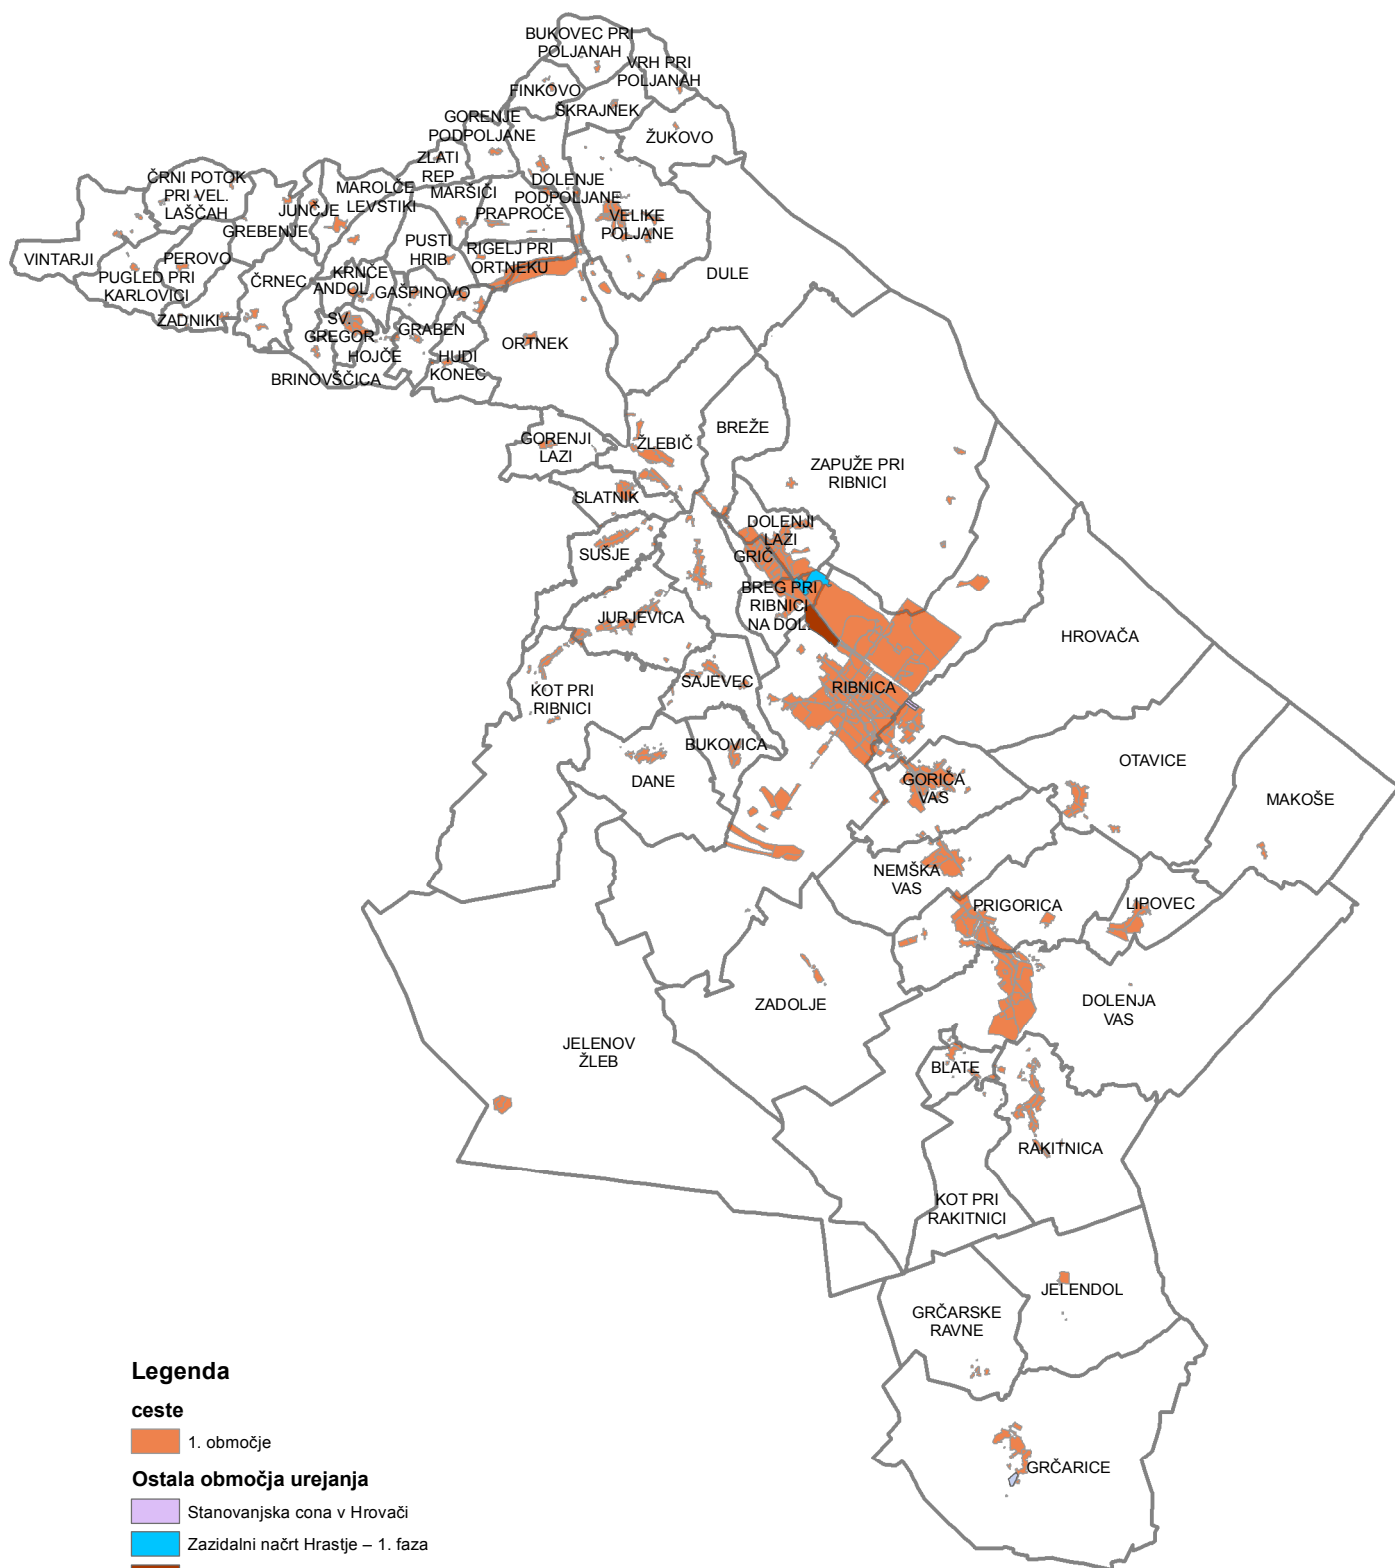 BUKOVEC PRI
POLJANAH
VRH PRI
POLJANAH
FINKOVO
ŠKRAJNEK
GORENJE
PODPOLJANE
ŽUKOVO
ZLATI
REP
DOLENJE
PODPOLJANE
ČRNI POTOK
PRI VEL.
LAŠČAH
MAROLČE
LEVSTIKI
MARŠIČI
JUNČJE
PRAPROČE
VELIKE
POLJANE
GREBENJE
PUSTI
HRIB
RIGELJ PRI
ORTNEKU
VINTARJI
PEROVO
PUGLED PRI
KARLOVICI
ČRNEC
KRNČE
ANDOL
GAŠPINOVO
DULE
ZADNIKI
SV.
GREGOR
GRABEN
HOJČE
HUDI
KONEC
ORTNEK
BRINOVŠČICA
GORENJI
LAZI
ŽLEBIČ
BREŽE
ZAPUŽE PRI
RIBNICI
SLATNIK
DOLENJI
LAZI
SUŠJE
GRIČ
BREG PRI
RIBNICI
NA DOL.
JURJEVICA
HROVAČA
KOT PRI
RIBNICI
SAJEVEC
RIBNICA
BUKOVICA
DANE
GORIČA
VAS
OTAVICE
MAKOŠE
NEMŠKA
VAS
PRIGORICA
LIPOVEC
ZADOLJE
DOLENJA
VAS
JELENOV
ŽLEB
BLATE
RAKITNICA
KOT PRI
RAKITNICI
JELENDOL
GRČARSKE
RAVNE
GRČARICE
Legenda
ceste
1. območje
Ostala območja urejanja
Stanovanjska cona v Hrovači
Zazidalni načrt Hrastje – 1. faza